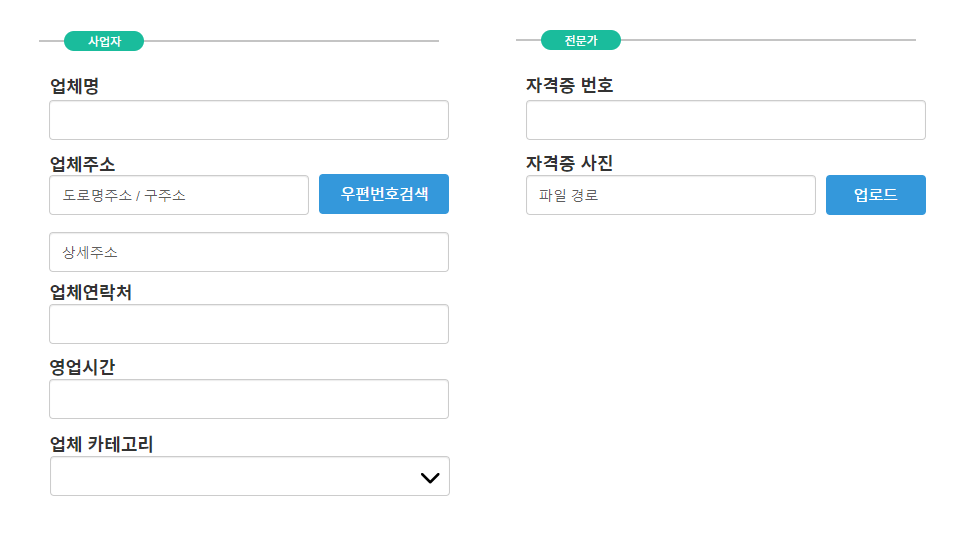 사업자
업체명
업체주소
도로명주소 / 구주소
우편번호검색
상세주소
업체연락처
영업시간
업체 카테고리
전문가
자격증 번호
자격증 사진
파일 경로
업로드